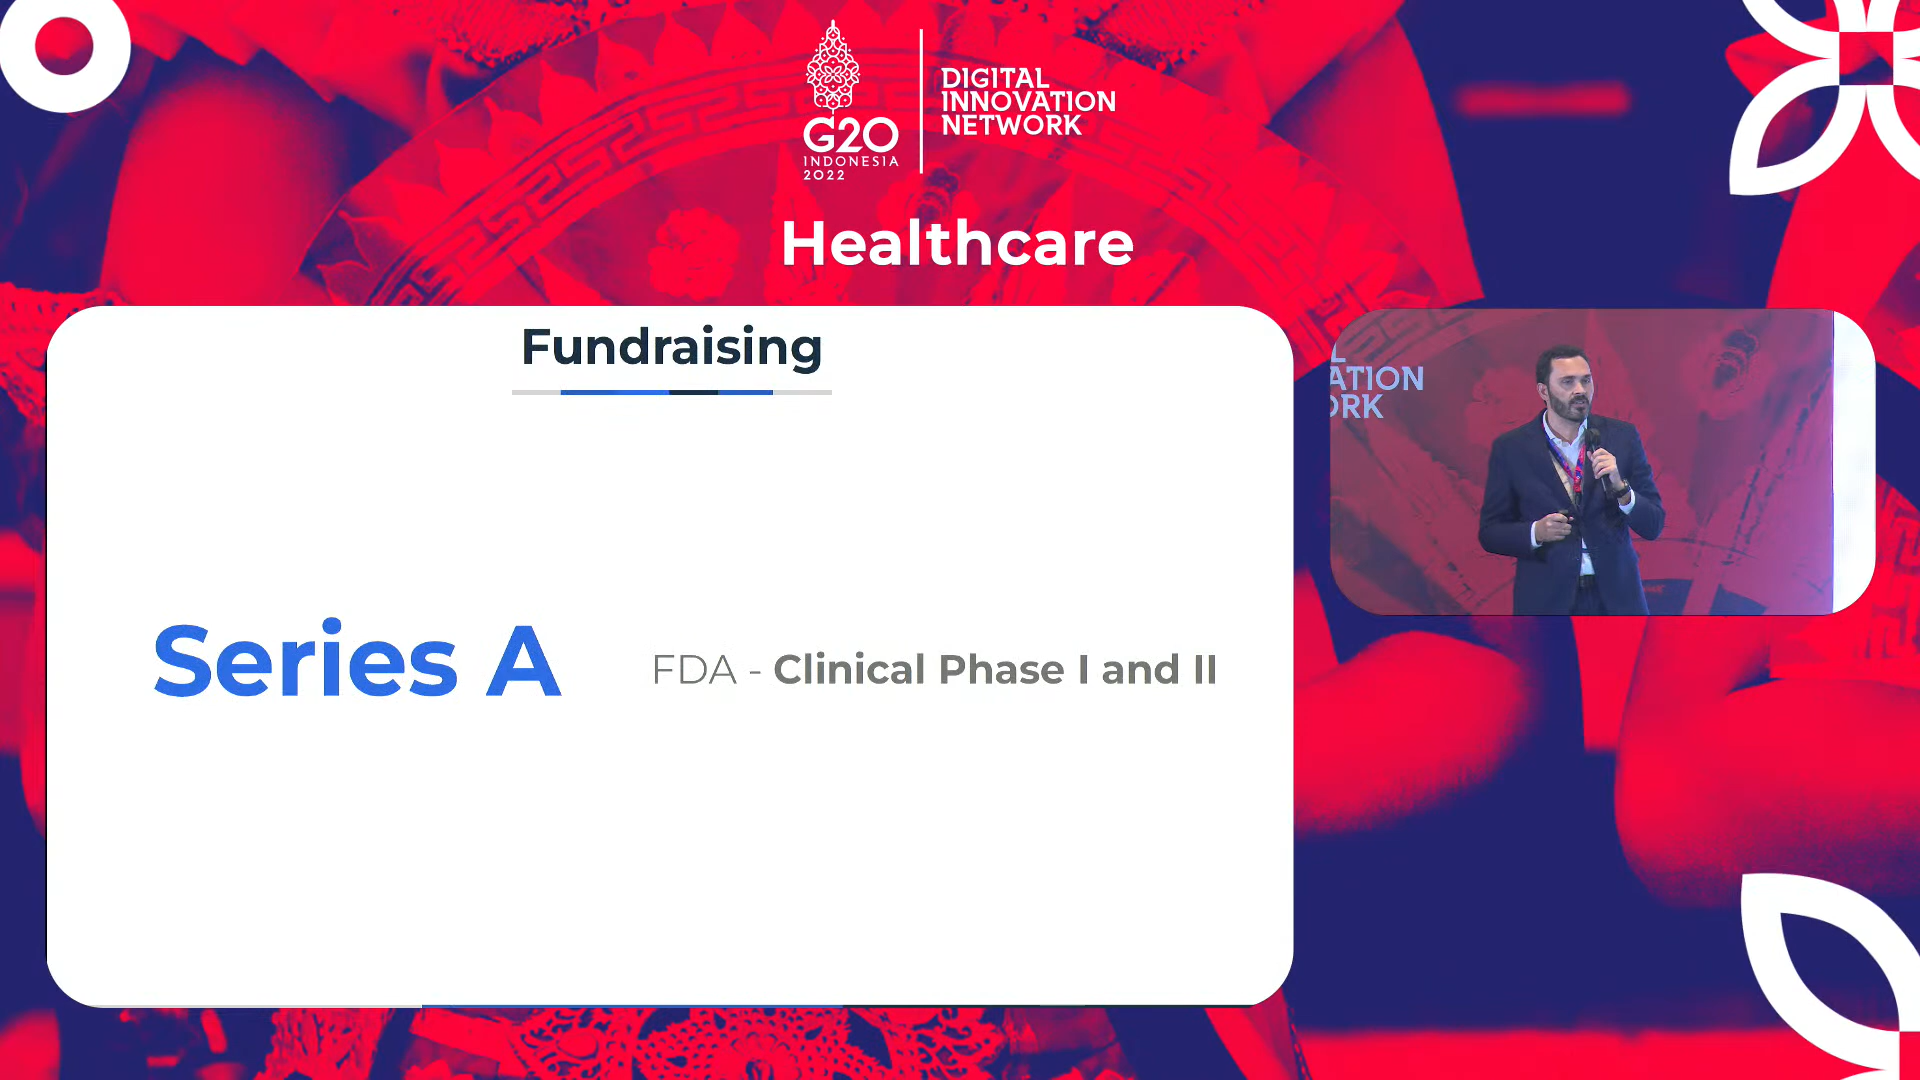 G20
INDONESIA
2022
DIGITAL
INNOVATION
NETWORK
Healthcare
Fundraising
Series A
FDA - Clinical Phase I and II
L
ATION
ORK